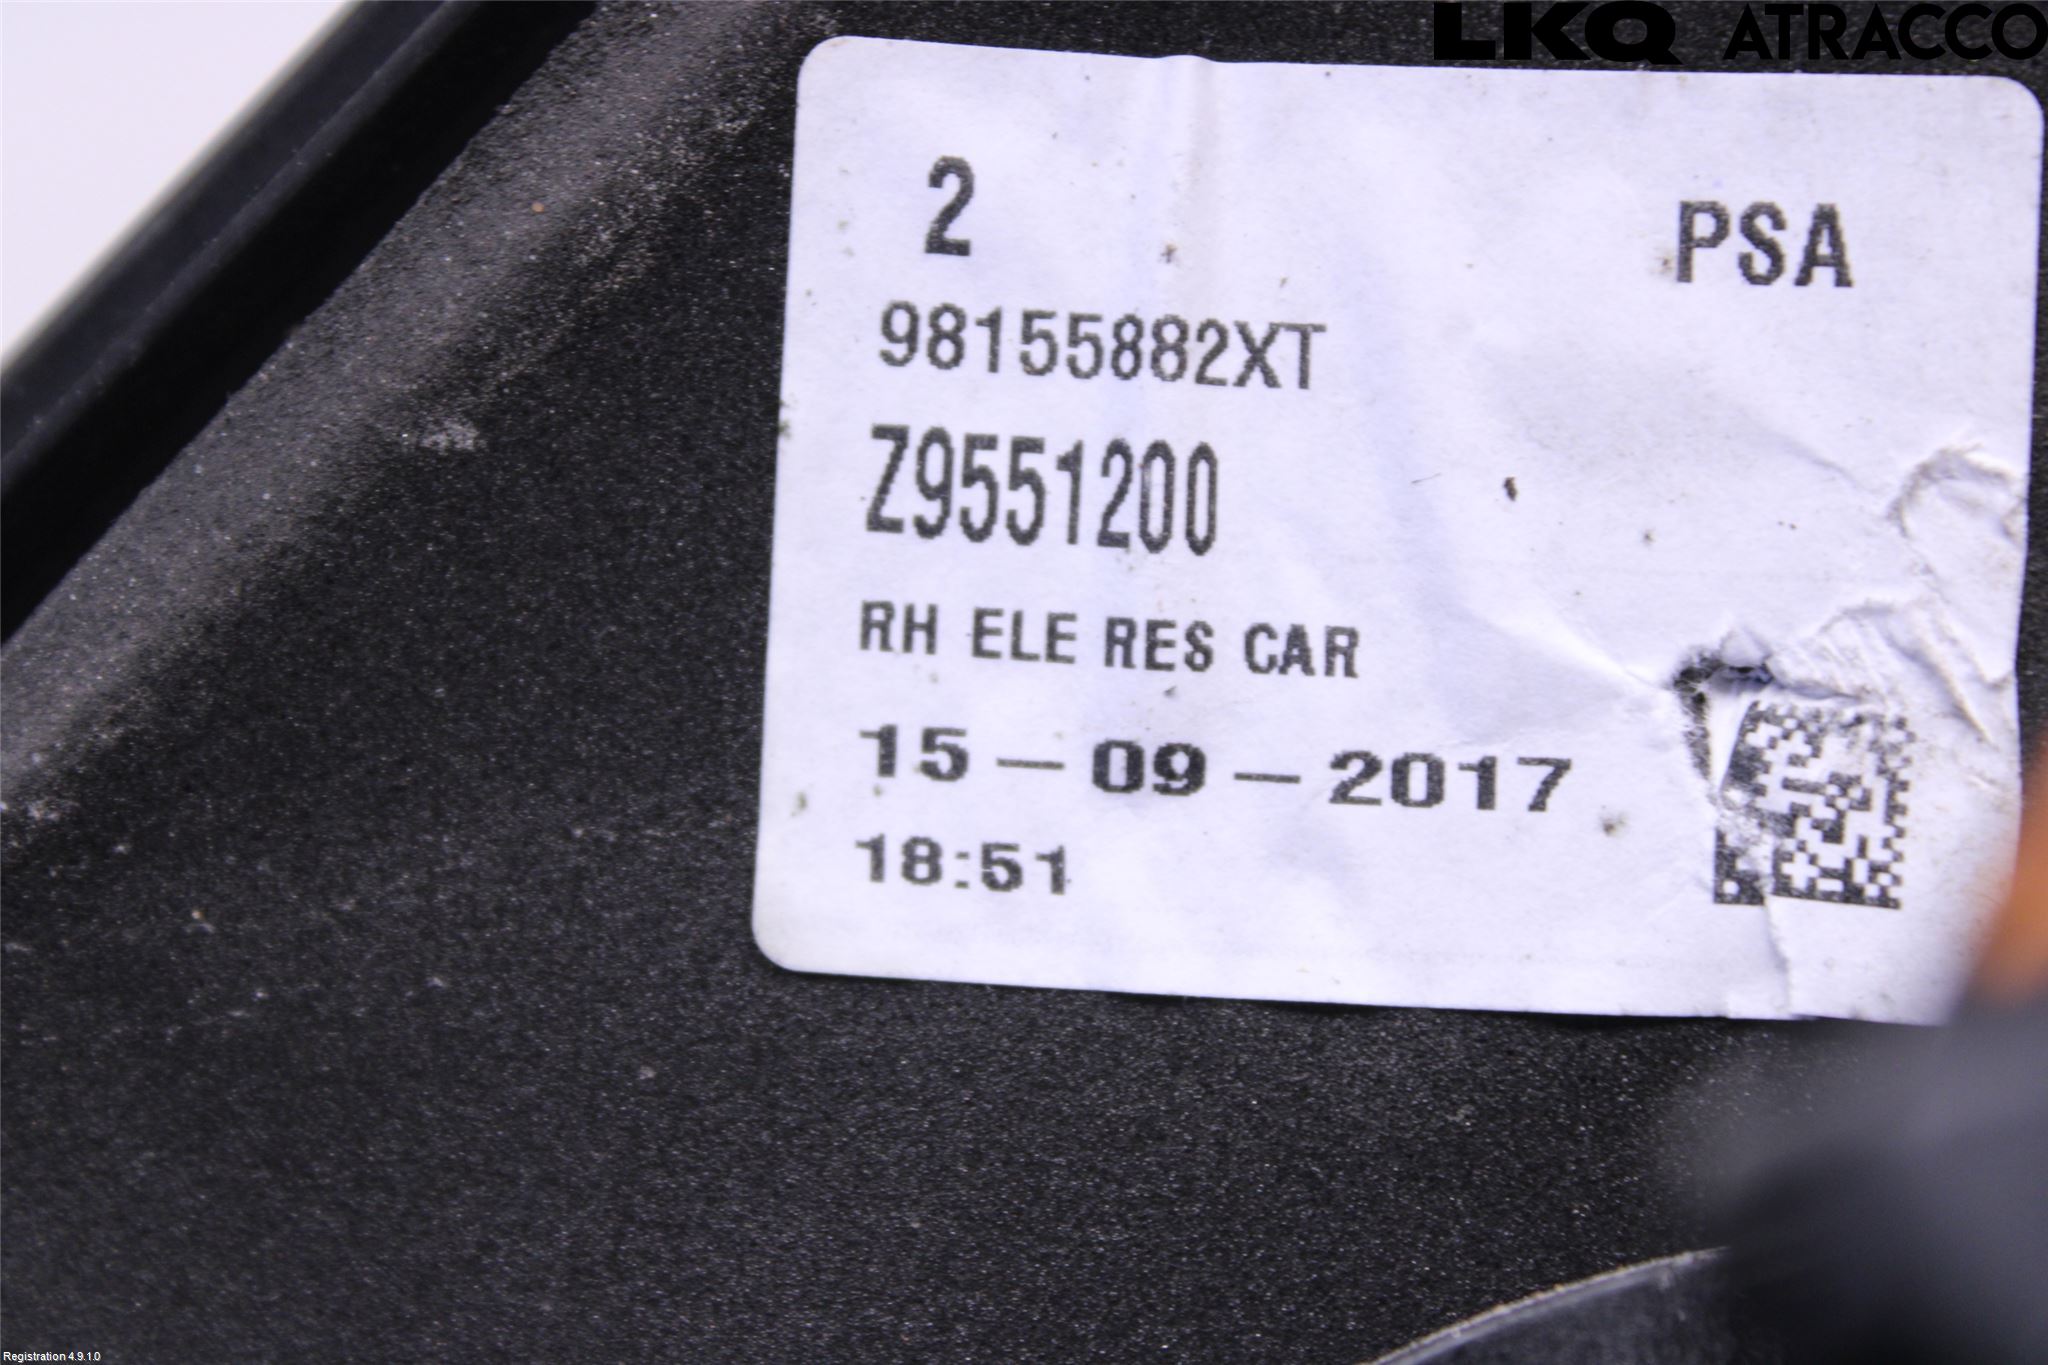 LKQ ATRACCO
2
PSA
98155882XT
Z9551200
RH ELE RES CAR
15-09-2017
18:51
Registration 4.9.1.0